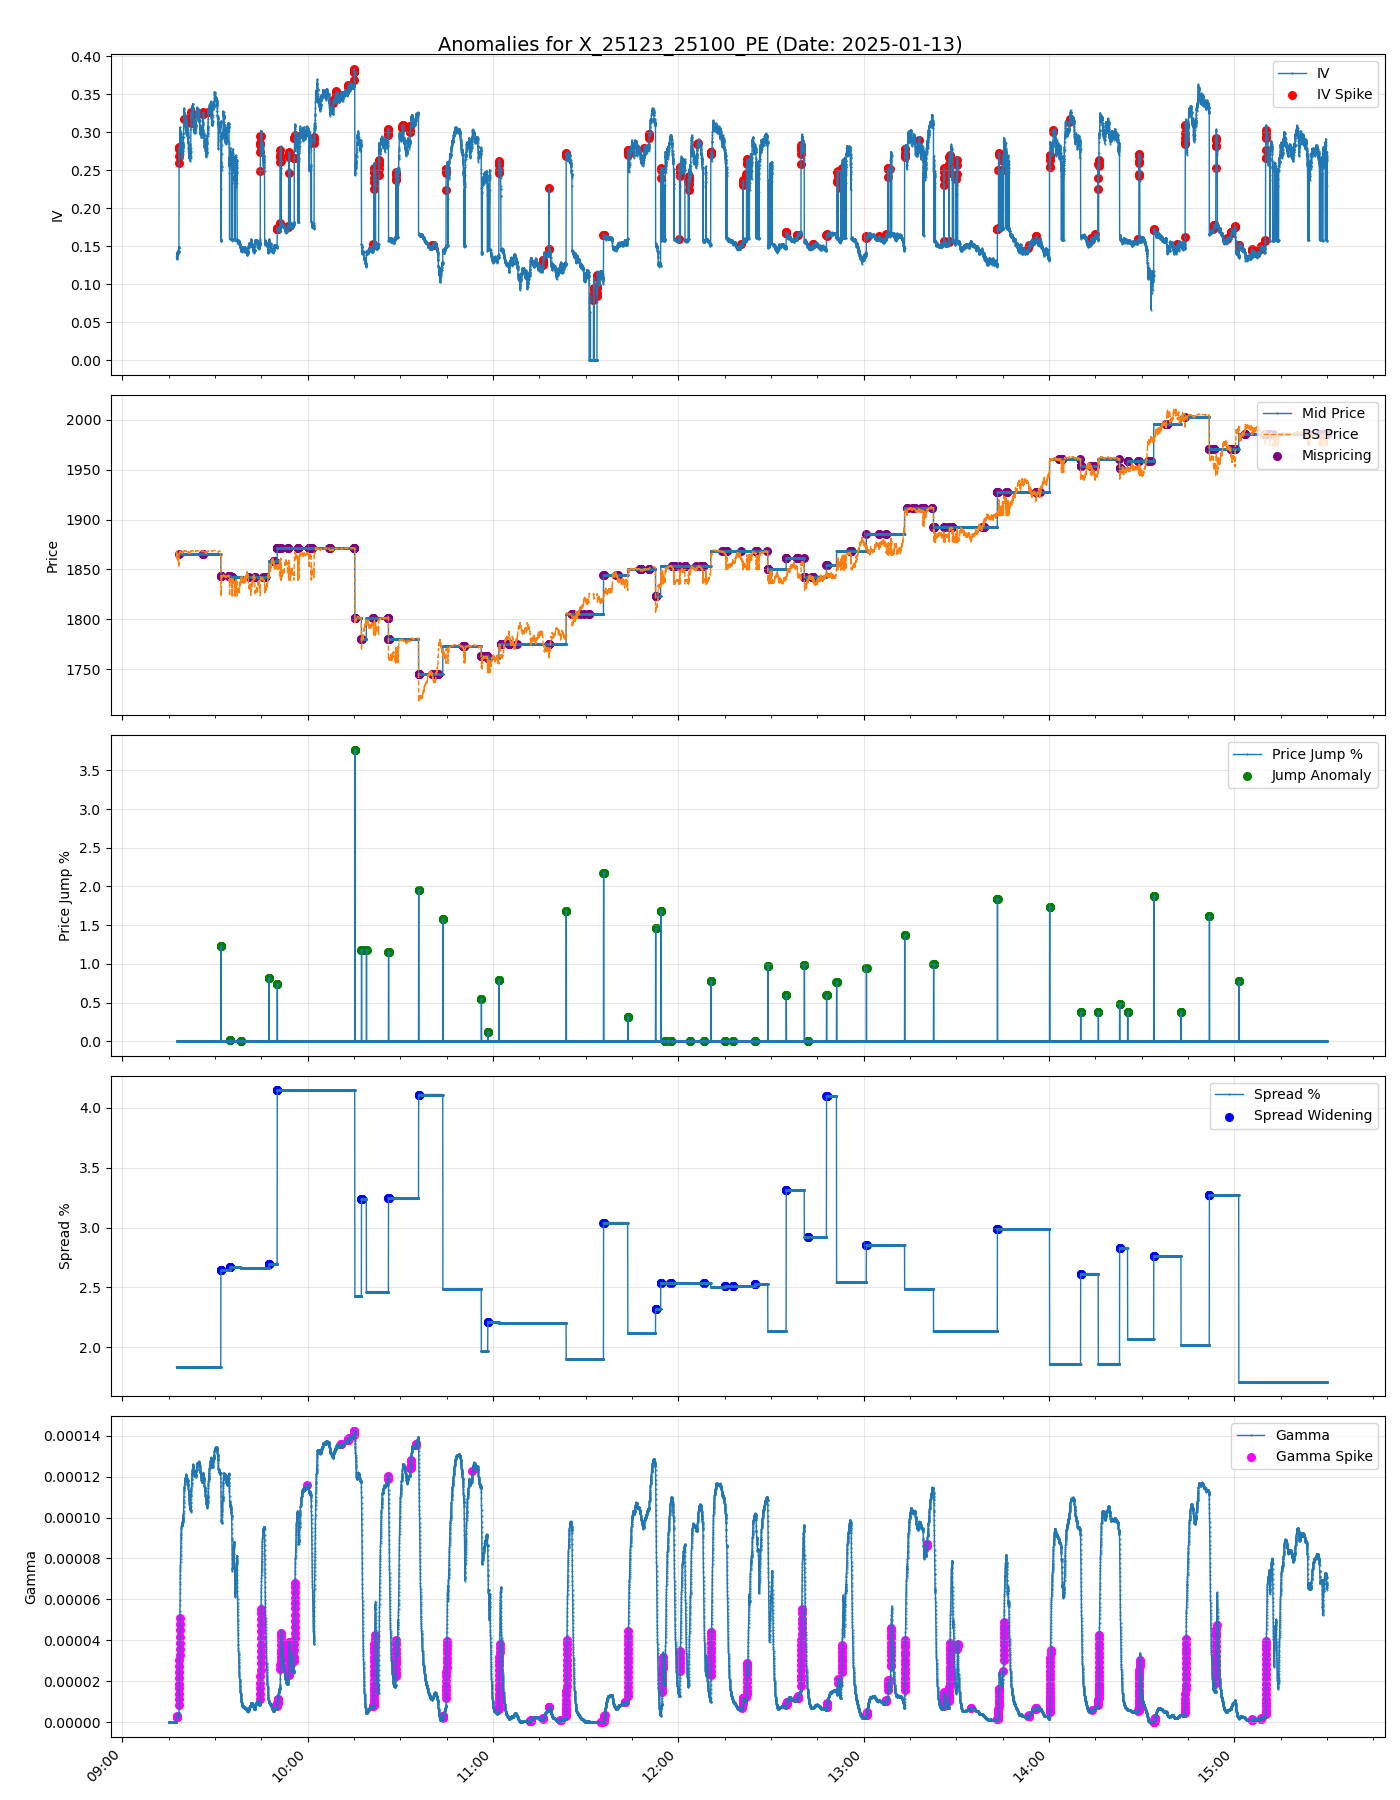 Anomalies for X_25123_25100_PE (Date: 2025-01-13)
0.40
0.35
0.30
0.25
0.20
0.15
0.10
0.05
0.00
IV
IV
IV Spike
2000
1950
1900
1850
1800
1750
Price
Mid Price
BS Price
Mispricing
3.5
3.0
2.5
2.0
1.5
1.0
0.5
0.0
Price Jump %
Price Jump %
Jump Anomaly
4.0
3.5
3.0
2.5
2.0
Spread %
Spread %
Spread Widening
0.00014
0.00012
0.00010
0.00008
0.00006
0.00004
0.00002
0.00000
Gamma
Gamma
Gamma Spike
09:00
10:00
11:00
12:00
13:00
14:00
15:00